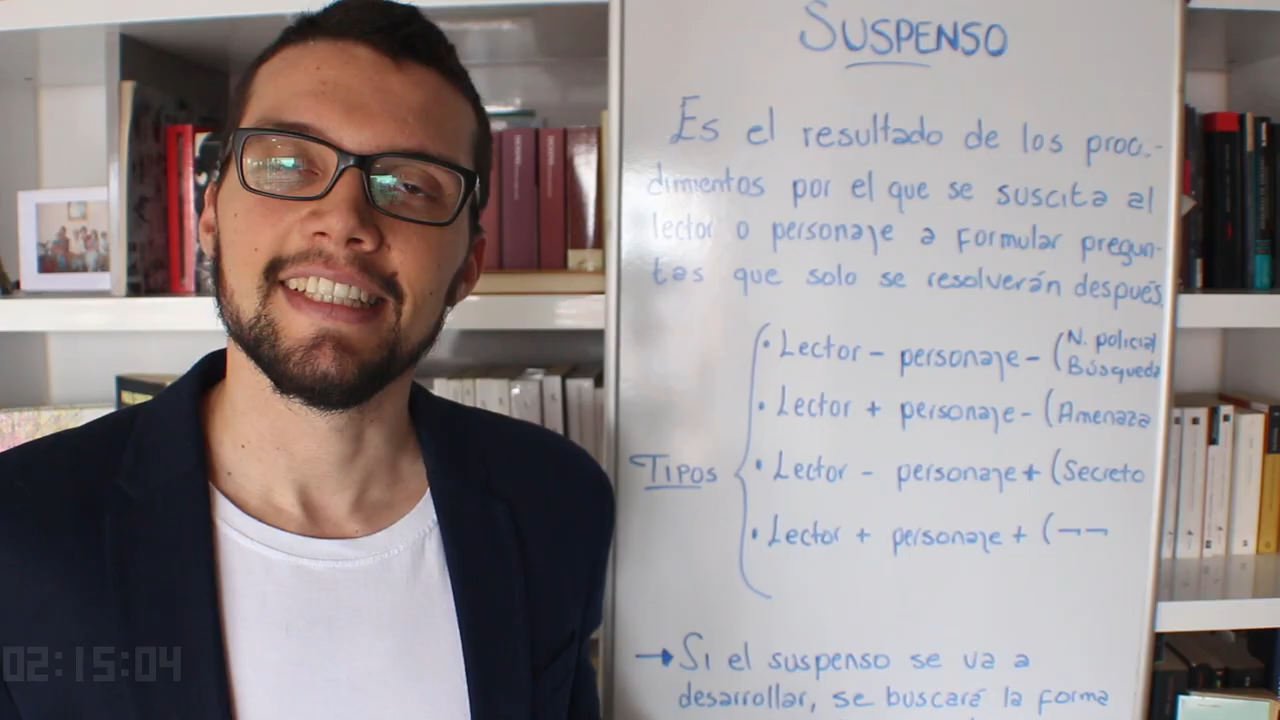 SUSPENSO
Es el resultado de los proc.-
dimientos por el que se suscita al
lector o personaje a formular pregun-
tas que solo se resolverán después.
TIPOS
• Lector - personaje - (N. policial
Búsqueda
• Lector + personaje - (Amenaza
• Lector - personaje + (Secreto
• Lector + personaje + (¬¬
→ Si el suspenso se va a
desarrollar, se buscará la forma
02:15:04